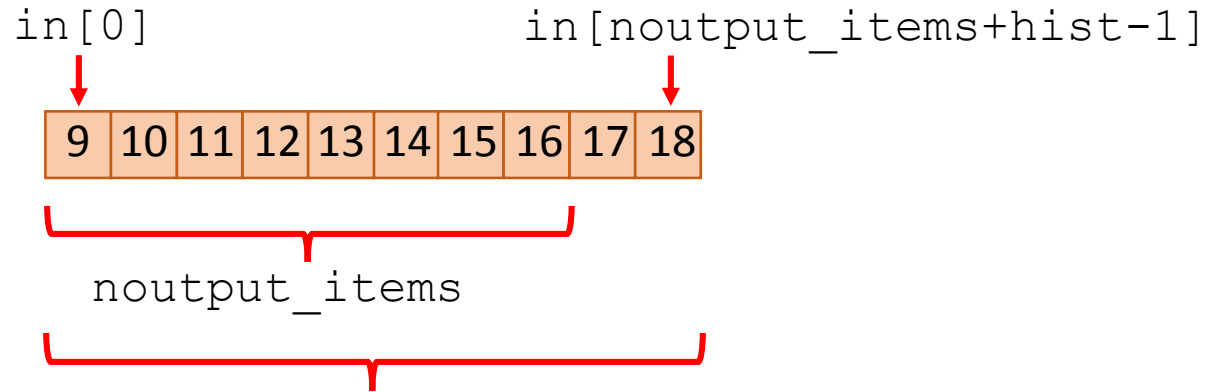 in[0] in[noutput_items+hist-1]
9 10 11 12 13 14 15 16 17 18
noutput_items